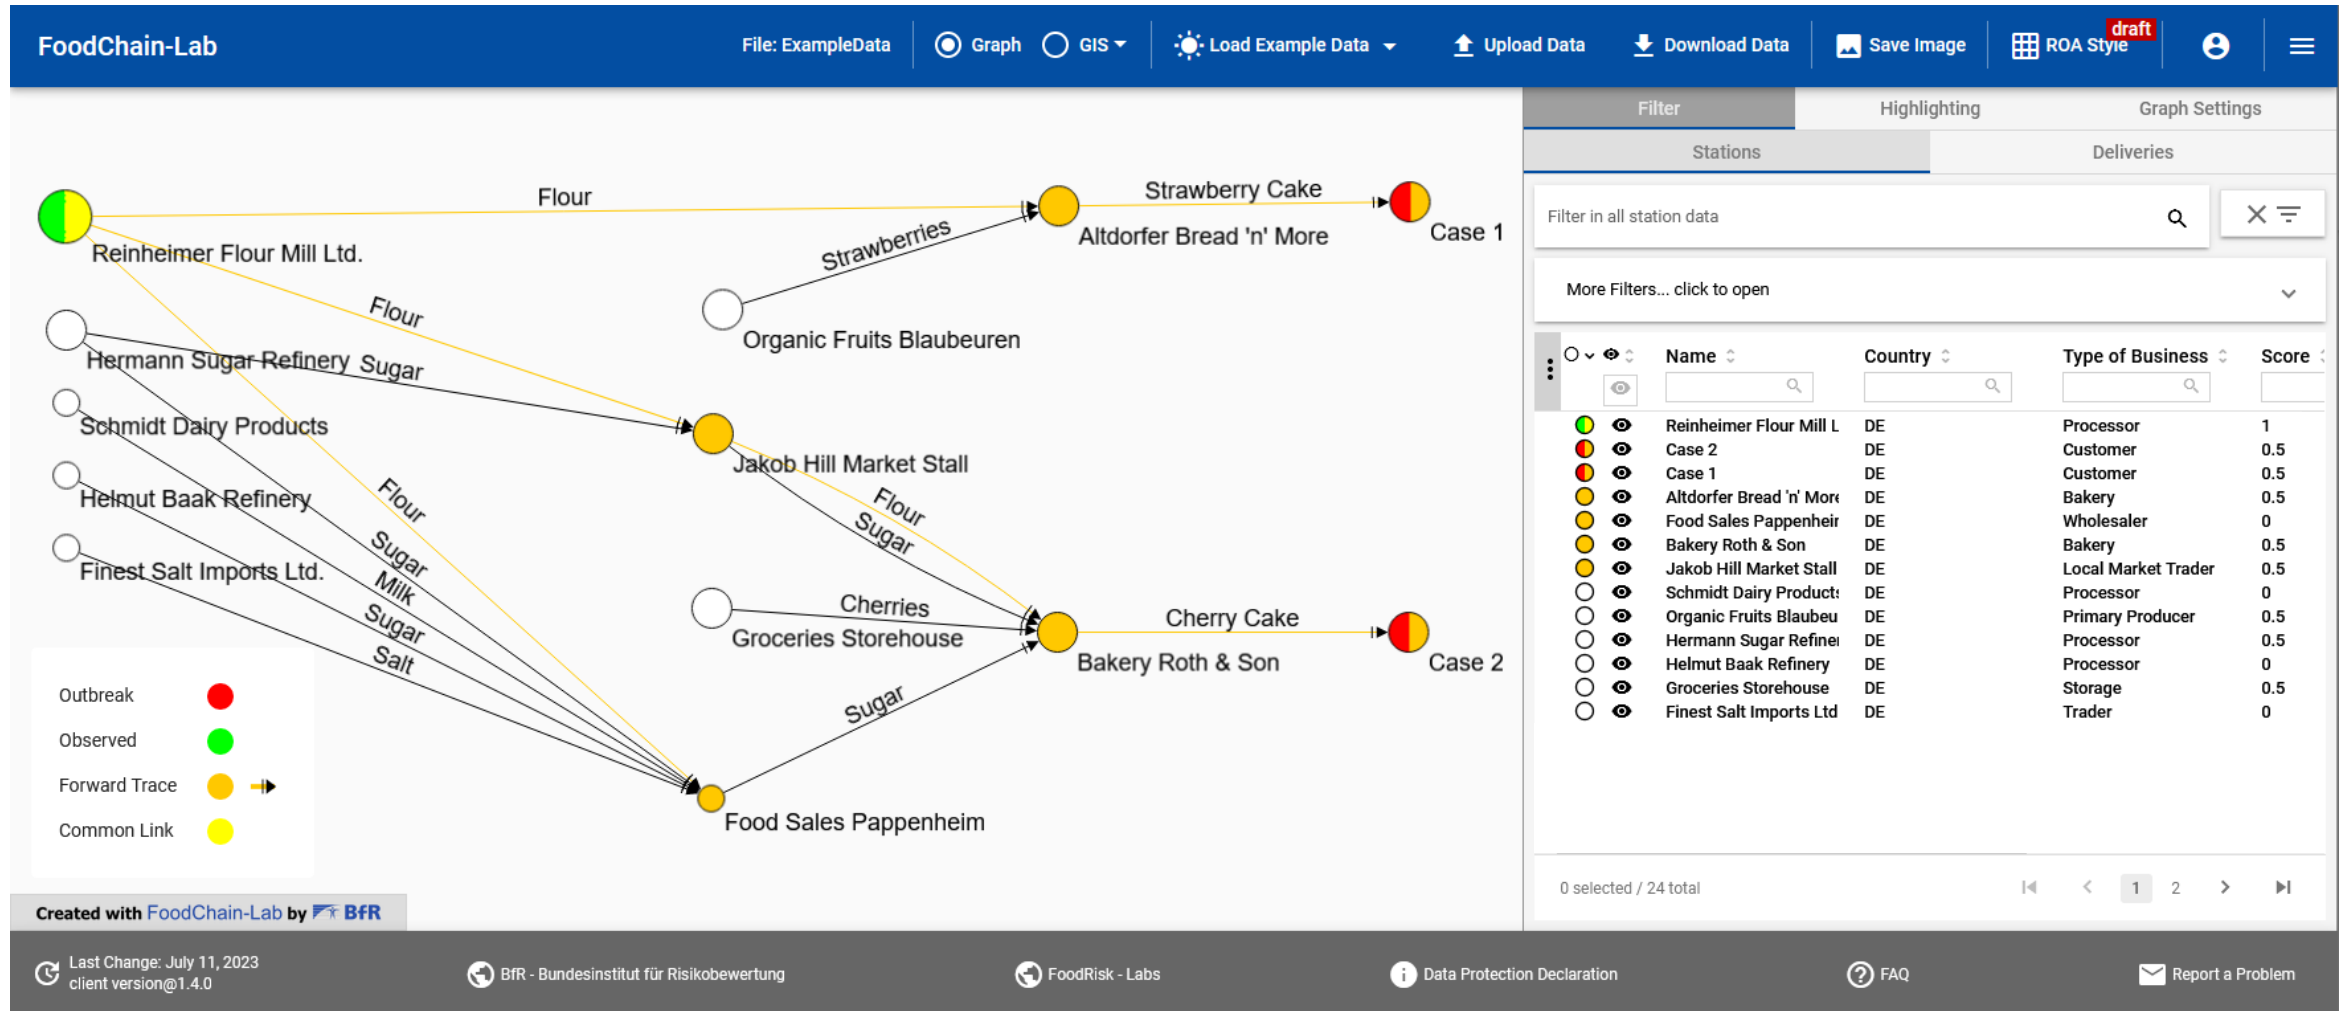 FoodChain-Lab
File: ExampleData
Graph
GIS
Load Example Data
Upload Data
Download Data
Save Image
ROA Style
draft
Filter
Highlighting
Graph Settings
Stations
Deliveries
Filter in all station data
More Filters... click to open
Name
Country
Type of Business
Score
Reinheimer Flour Mill L DE Processor 1
Case 2 DE Customer 0.5
Case 1 DE Customer 0.5
Altdorfer Bread 'n' More DE Bakery 0.5
Food Sales Pappenheir DE Wholesaler 0
Bakery Roth & Son DE Bakery 0.5
Jakob Hill Market Stall DE Local Market Trader 0.5
Schmidt Dairy Products DE Processor 0
Organic Fruits Blaubeu DE Primary Producer 0.5
Hermann Sugar Refiner DE Processor 0.5
Helmut Baak Refinery DE Processor 0
Groceries Storehouse DE Storage 0.5
Finest Salt Imports Ltd DE Trader 0
0 selected / 24 total
1
2
Flour
Strawberry Cake
Reinheimer Flour Mill Ltd.
Strawberries
Altdorfer Bread 'n' More
Case 1
Flour
Organic Fruits Blaubeuren
Hermann Sugar Refinery
Sugar
Schmidt Dairy Products
Jakob Hill Market Stall
Helmut Baak Refinery
Flour
Flour
Sugar
Finest Salt Imports Ltd.
Sugar
Milk
Sugar
Salt
Cherries
Groceries Storehouse
Cherry Cake
Bakery Roth & Son
Case 2
Sugar
Food Sales Pappenheim
Outbreak
Observed
Forward Trace
Common Link
Created with FoodChain-Lab by BfR
Last Change: July 11, 2023
client version@1.4.0
BfR - Bundesinstitut für Risikobewertung
FoodRisk - Labs
Data Protection Declaration
FAQ
Report a Problem